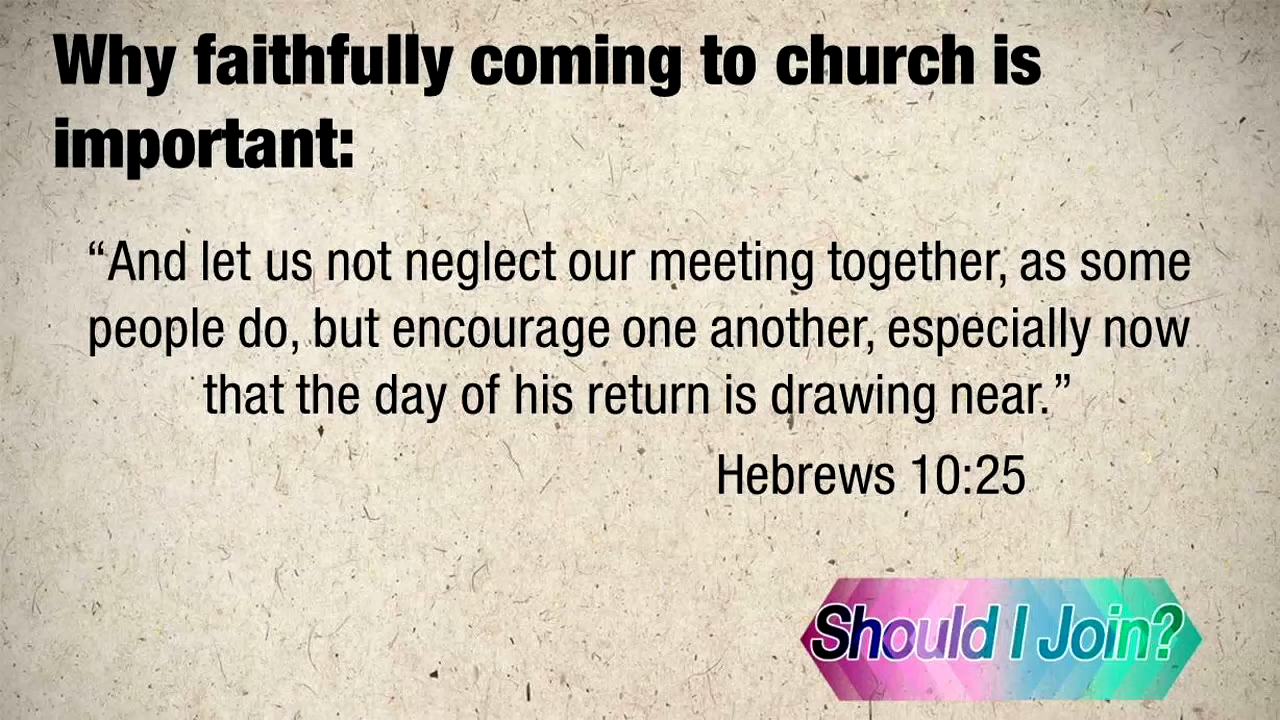 Why faithfully coming to church is
important:
“And let us not neglect our meeting together, as some
people do, but encourage one another, especially now
that the day of his return is drawing near.”
Hebrews 10:25
Should I Join?